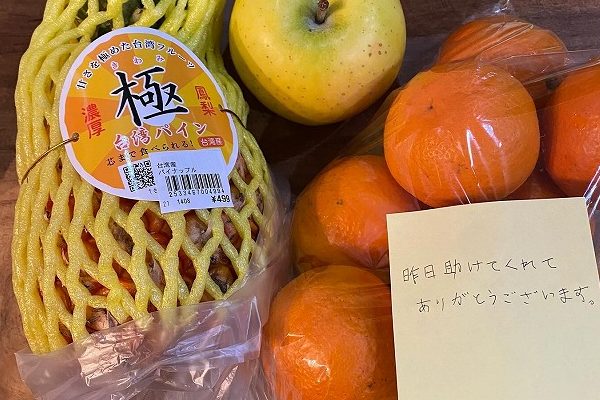 甘さを極めた台湾フルーツ
きわみ
極
濃厚
鳳梨
台湾パイン
芯まで食べられる!
台湾産
台湾産
パイナップル
2533467004994
21 1408
¥499
昨日助けてくれて
ありがとうございます。